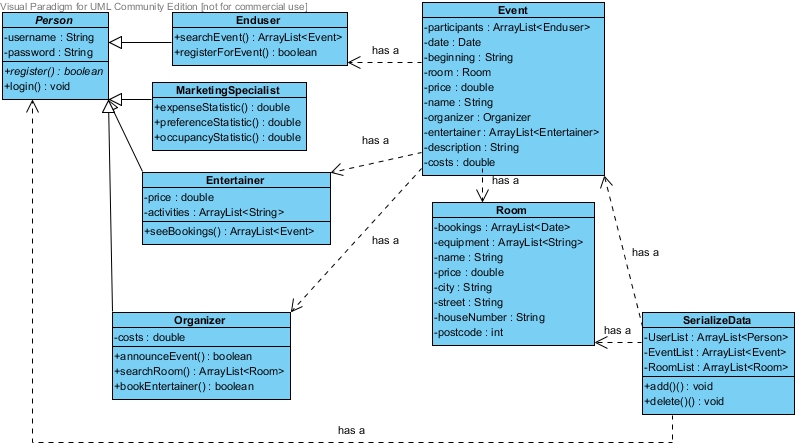 Visual Paradigm for UML Community Edition [not for commercial use]
Person
-username : String
-password : String
+register() : boolean
+login() : void
Enduser
+searchEvent() : ArrayList<Event>
+registerForEvent() : boolean
has a
Event
-participants : ArrayList<Enduser>
-date : Date
-beginning : String
-room : Room
-price : double
-name : String
-organizer : Organizer
-entertainer : ArrayList<Entertainer>
-description : String
-costs : double
MarketingSpecialist
+expenseStatistic() : double
+preferenceStatistic() : double
+occupancyStatistic() : double
has a
Entertainer
-price : double
-activities : ArrayList<String>
+seeBookings() : ArrayList<Event>
has a
has a
Room
-bookings : ArrayList<Date>
-equipment : ArrayList<String>
-name : String
-price : double
-city : String
-street : String
-houseNumber : String
-postcode : int
has a
Organizer
-costs : double
+announceEvent() : boolean
+searchRoom() : ArrayList<Room>
+bookEntertainer() : boolean
has a
SerializeData
-UserList : ArrayList<Person>
-EventList : ArrayList<Event>
-RoomList : ArrayList<Room>
+add()() : void
+delete()() : void
has a